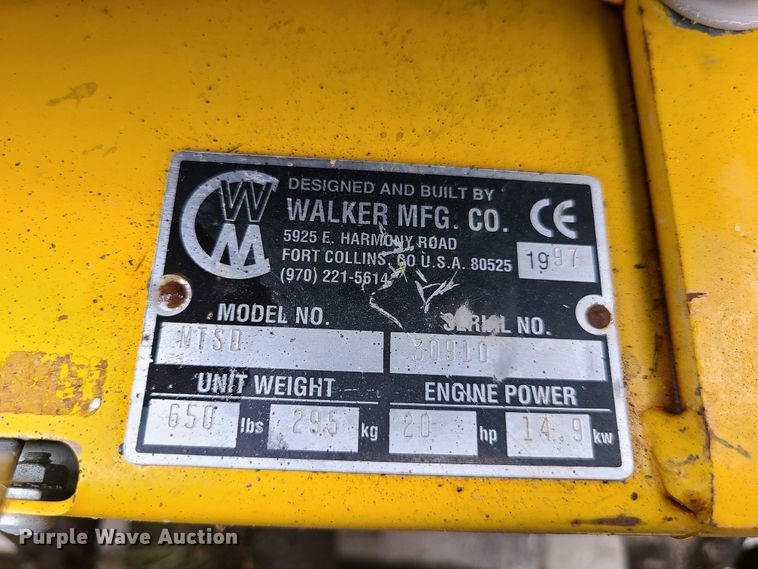 WM
DESIGNED AND BUILT BY
WALKER MFG. CO.
5925 E. HARMONY ROAD
FORT COLLINS, CO U.S.A. 80525
(970) 221-5614
CE
1997
MODEL NO. SERIAL NO.
MTSD 30910
UNIT WEIGHT ENGINE POWER
650 lbs 295 kg 20 hp 14.9 kw
Purple Wave Auction